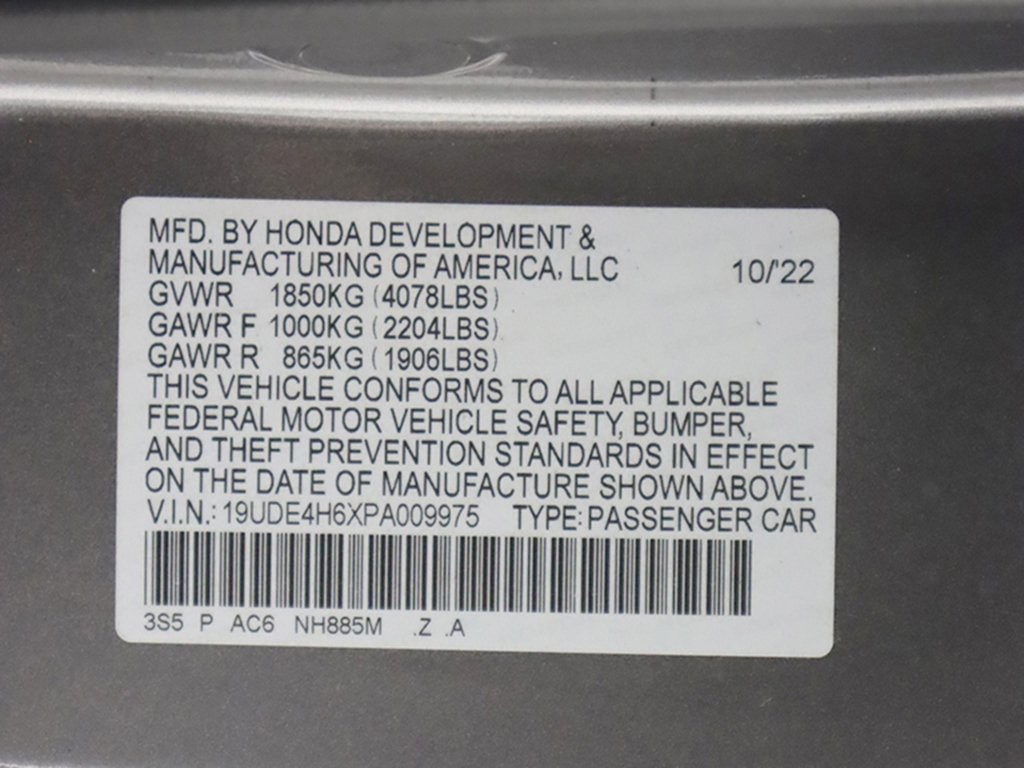 MFD. BY HONDA DEVELOPMENT &
MANUFACTURING OF AMERICA, LLC 10/'22
GVWR 1850KG (4078LBS)
GAWR F 1000KG (2204LBS)
GAWR R 865KG (1906LBS)
THIS VEHICLE CONFORMS TO ALL APPLICABLE
FEDERAL MOTOR VEHICLE SAFETY, BUMPER,
AND THEFT PREVENTION STANDARDS IN EFFECT
ON THE DATE OF MANUFACTURE SHOWN ABOVE.
V.I.N.: 19UDE4H6XPA009975 TYPE: PASSENGER CAR
3S5 P AC6 NH885M .Z .A